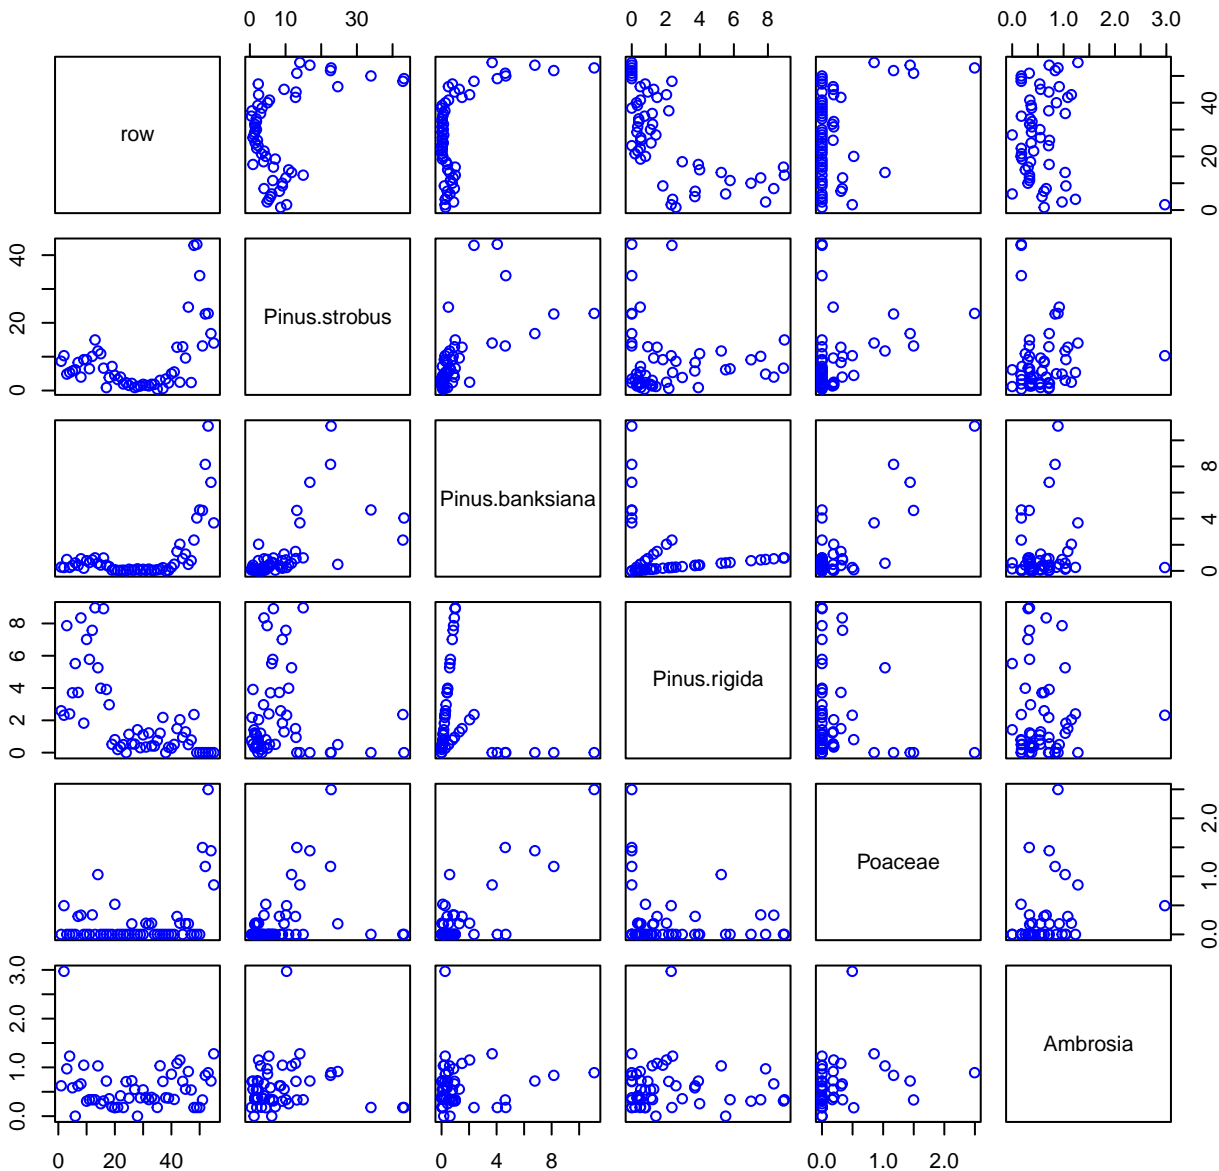 0 10 30 0 2 4 6 8 0.0 1.0 2.0 3.0
row
0 20 40
0 20 40
Pinus.strobus
Pinus.banksiana
0 4 8
0 2 4 6 8
Pinus.rigida
Poaceae
0.0 1.0 2.0
0.0 1.0 2.0 3.0
Ambrosia
0 20 40 0 4 8 0.0 1.0 2.0